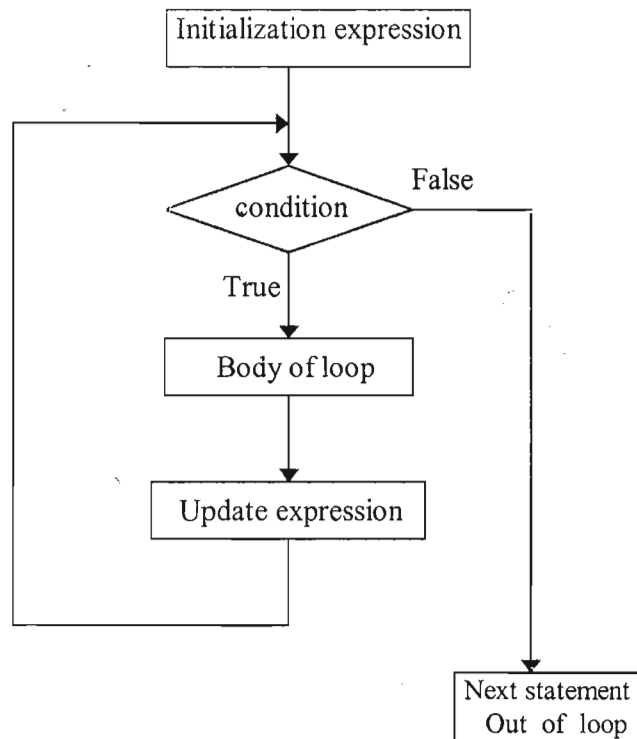 Initialization expression
condition
False
True
Body of loop
Update expression
Next statement
Out of loop